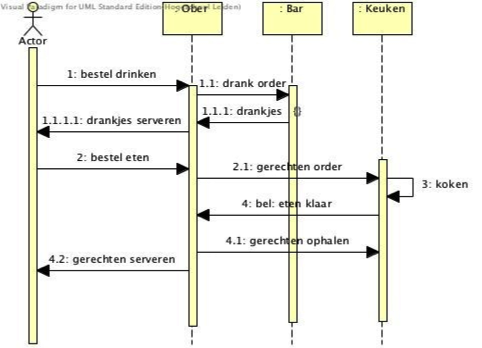 Visual Paradigm for UML Standard Edition(Hogeschool Leiden)
: Ober
: Bar
: Keuken
Actor
1: bestel drinken
1.1: drank order
1.1.1: drankjes
1.1.1.1: drankjes serveren
2: bestel eten
2.1: gerechten order
3: koken
4: bel: eten klaar
4.1: gerechten ophalen
4.2: gerechten serveren